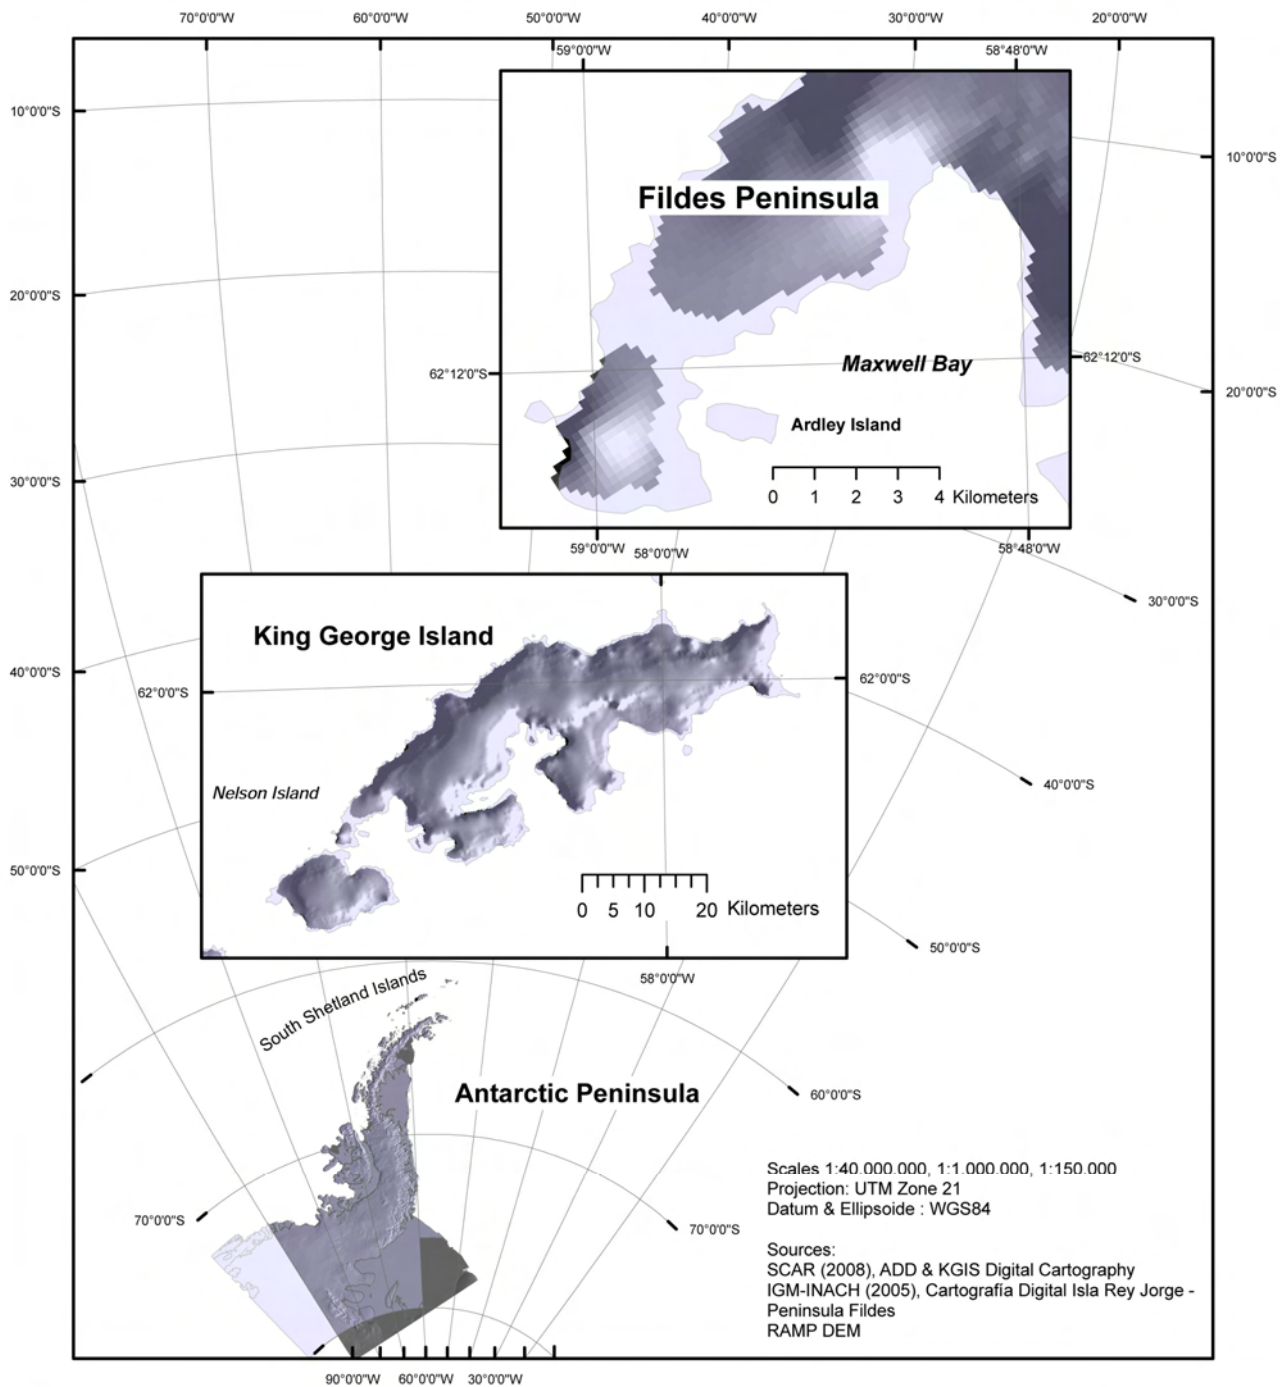 70°0'0"W 60°0'0"W 50°0'0"W 40°0'0"W 30°0'0"W 20°0'0"W
59°0'0"W 58°48'0"W
10°0'0"S
10°0'0"S
Fildes Peninsula
20°0'0"S
62°12'0"S
Maxwell Bay
62°12'0"S
20°0'0"S
Ardley Island
30°0'0"S
0 1 2 3 4 Kilometers
59°0'0"W 58°0'0"W 58°48'0"W
30°0'0"S
King George Island
40°0'0"S
62°0'0"S
62°0'0"S
40°0'0"S
Nelson Island
50°0'0"S
0 5 10 20 Kilometers
50°0'0"S
58°0'0"W
South Shetland Islands
Antarctic Peninsula
60°0'0"S
Scales 1:40.000.000, 1:1.000.000, 1:150.000
Projection: UTM Zone 21
Datum & Ellipsoide : WGS84
70°0'0"S
70°0'0"S
Sources:
SCAR (2008), ADD & KGIS Digital Cartography
IGM-INACH (2005), Cartografía Digital Isla Rey Jorge -
Peninsula Fildes
RAMP DEM
90°0'0"W 60°0'0"W 30°0'0"W